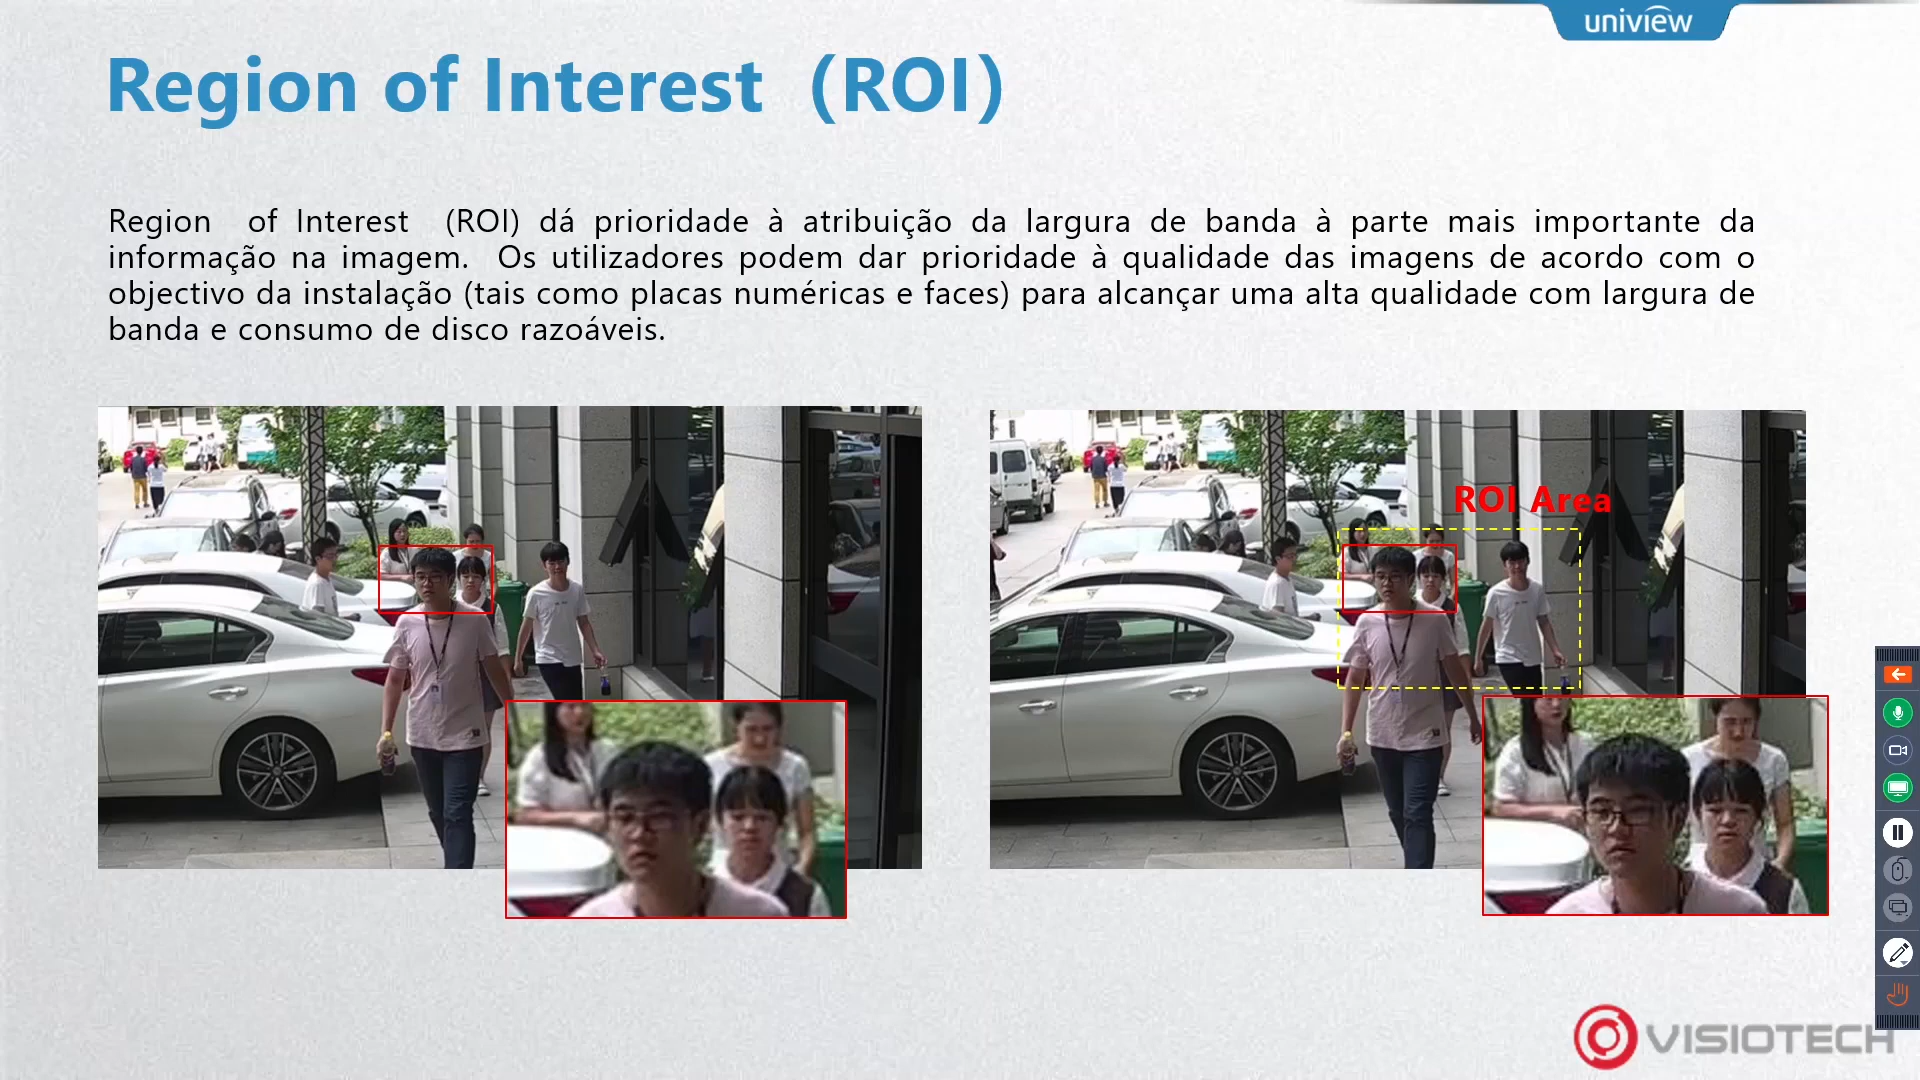 uniview
Region of Interest (ROI)
Region of Interest (ROI) dá prioridade à atribuição da largura de banda à parte mais importante da
informação na imagem. Os utilizadores podem dar prioridade à qualidade das imagens de acordo com o
objectivo da instalação (tais como placas numéricas e faces) para alcançar uma alta qualidade com largura de
banda e consumo de disco razoáveis.
ROI Area
VISIOTECH